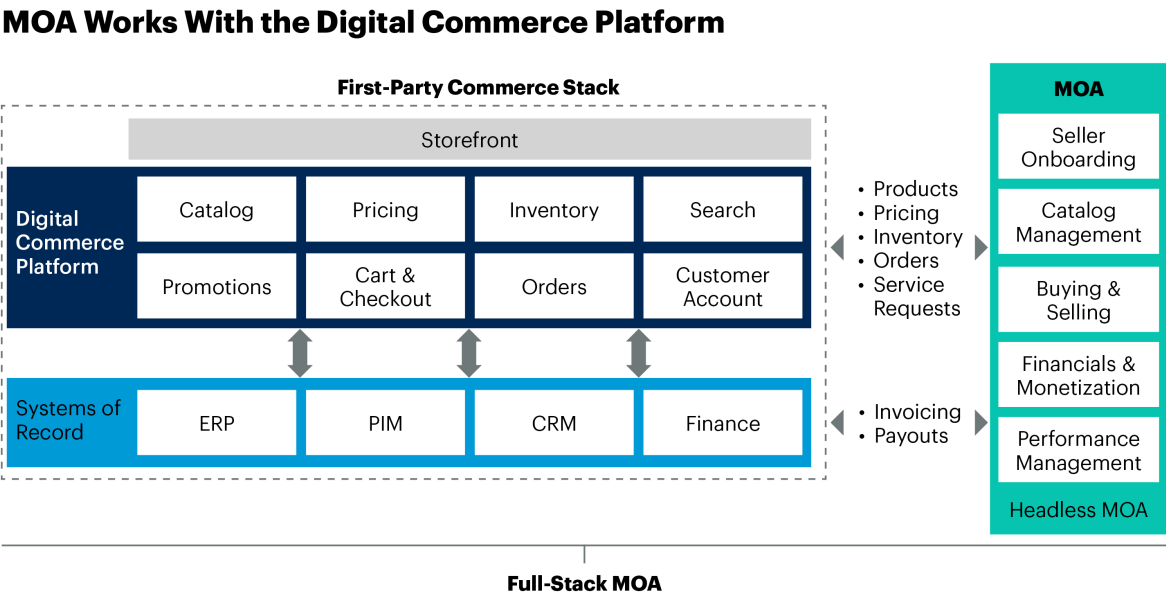 MOA Works With the Digital Commerce Platform
First-Party Commerce Stack
Storefront
Digital
Commerce
Platform
Catalog
Pricing
Inventory
Search
Promotions
Cart &
Checkout
Orders
Customer
Account
Systems of
Record
ERP
PIM
CRM
Finance
• Products
• Pricing
• Inventory
• Orders
• Service
Requests
• Invoicing
• Payouts
MOA
Seller
Onboarding
Catalog
Management
Buying &
Selling
Financials &
Monetization
Performance
Management
Headless MOA
Full-Stack MOA